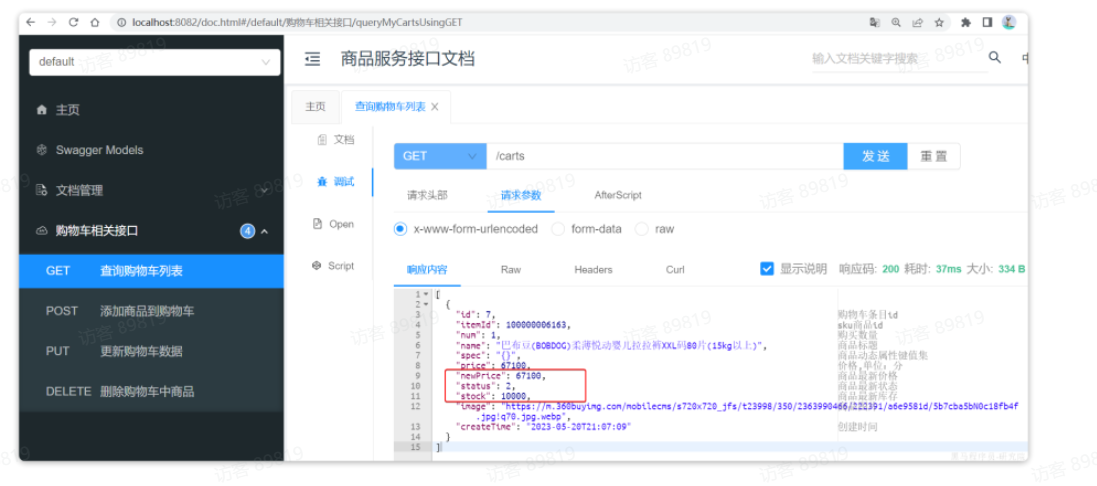 localhost:8082/doc.html#/default/购物车相关接口/queryMyCartsUsingGET
default
商品服务接口文档
输入文档关键字搜索
中
主页
Swagger Models
文档管理
购物车相关接口
4
GET 查询购物车列表
POST 添加商品到购物车
PUT 更新购物车数据
DELETE 删除购物车中商品
主页
查询购物车列表 X
文档
调试
Open
Script
GET
/carts
发 送
重 置
请求头部
请求参数
AfterScript
x-www-form-urlencoded
form-data
raw
响应内容
Raw
Headers
Curl
显示说明
响应码: 200 耗时: 37ms 大小: 334 B
1 [
2 {
3 "id": 7, 购物车条目id
4 "itemId": 100000006163, sku商品id
5 "num": 1, 购买数量
6 "name": "巴布豆(BOBDOG)柔薄悦动婴儿拉拉裤XXL码80片(15kg以上)", 商品标题
7 "spec": "{}", 商品动态属性键值集
8 "price": 67100, 价格,单位：分
9 "newPrice": 67100, 商品最新价格
10 "status": 2, 商品最新状态
11 "stock": 10000, 商品最新库存
12 "image": "https://m.360buyimg.com/mobilecms/s720x720_jfs/t23998/350/2363990466/222391/a6e9581d/5b7cba5bN0c18fb4f
.jpg!q70.jpg.webp",
13 "createTime": "2023-05-20T21:07:09" 创建时间
14 }
15 ]
访客 89819